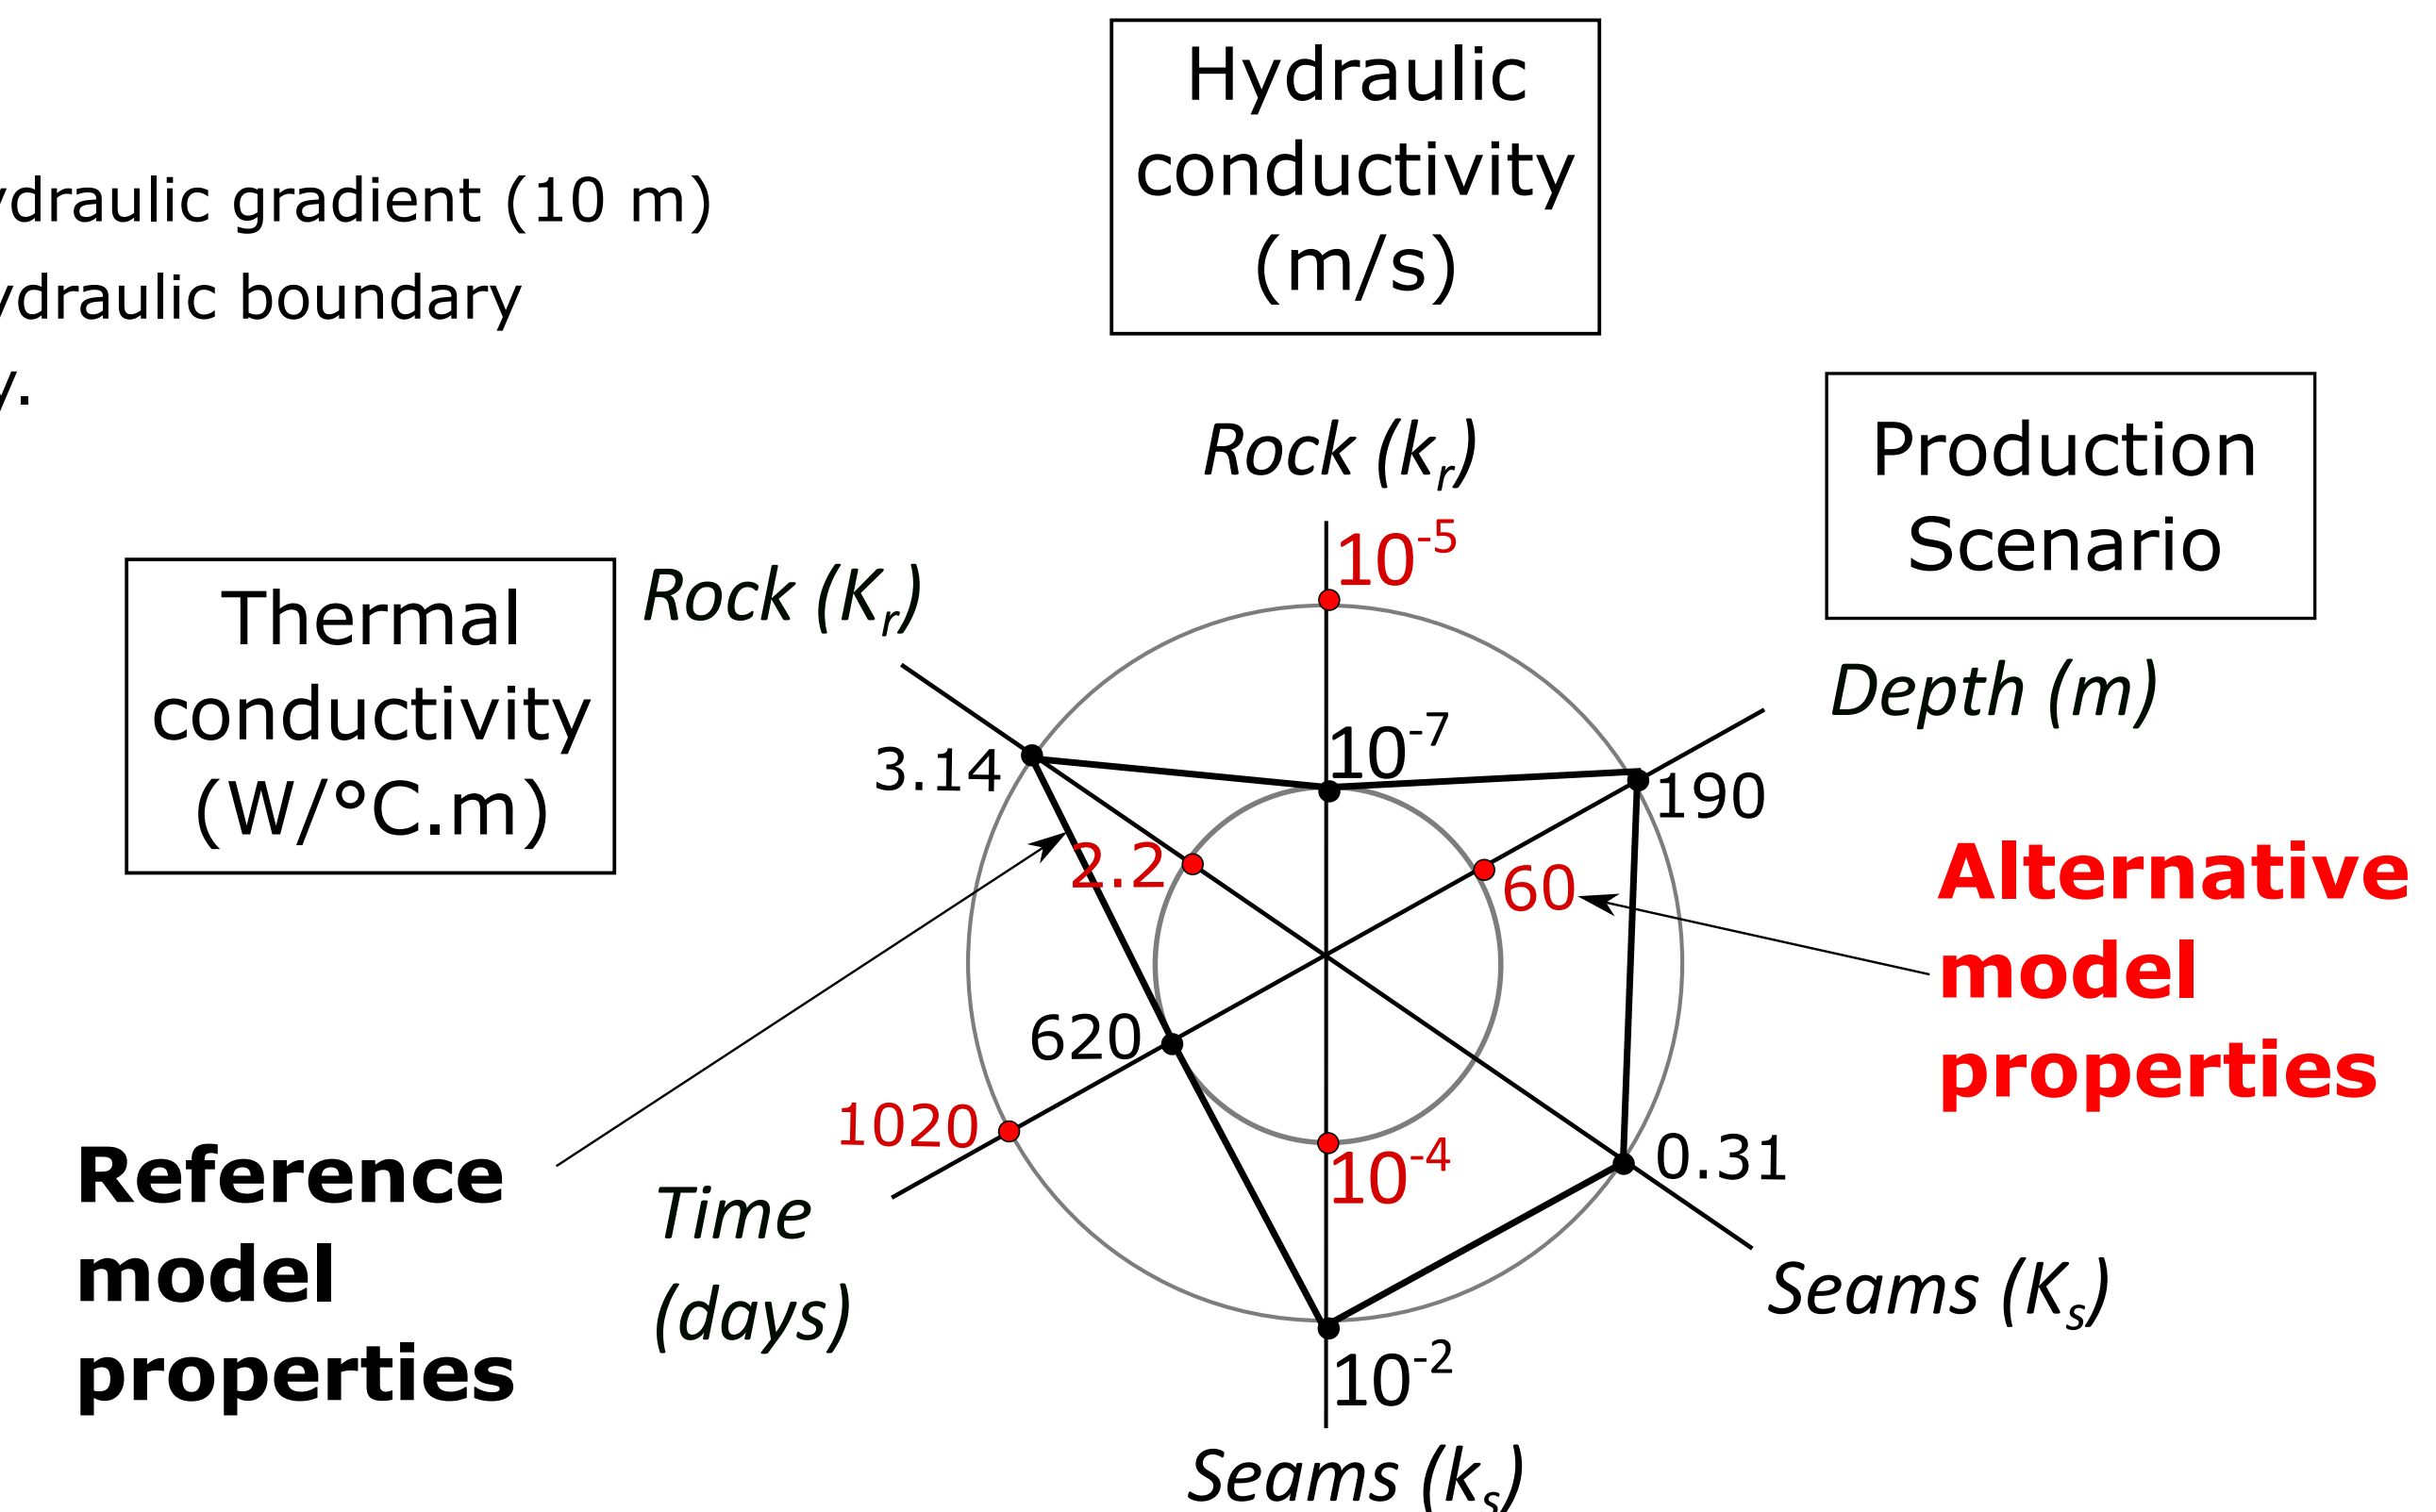 Hydraulic
conductivity
(m/s)
draulic gradient (10 m)
draulic boundary
y.
Production
Scenario
Rock (kr)
10-5
Thermal
conductivity
(W/°C.m)
Rock (Kr)
Depth (m)
10-7
3.14
190
2.2
60
Alternative
model
properties
620
1020
10-4
0.31
Reference
model
properties
Time
(days)
Seams (Ks)
10-2
Seams (ks)